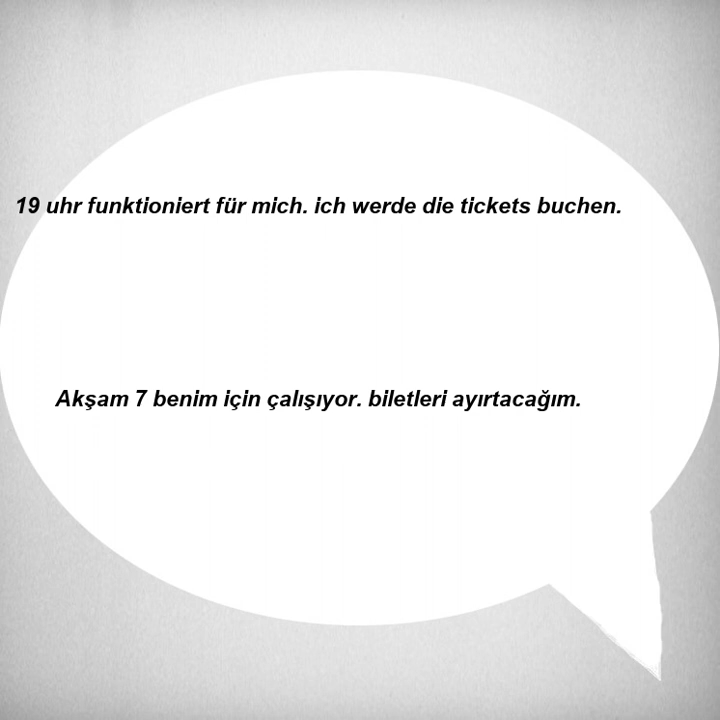 19 uhr funktioniert für mich. ich werde die tickets buchen.
Akşam 7 benim için çalışıyor. biletleri ayırtacağım.